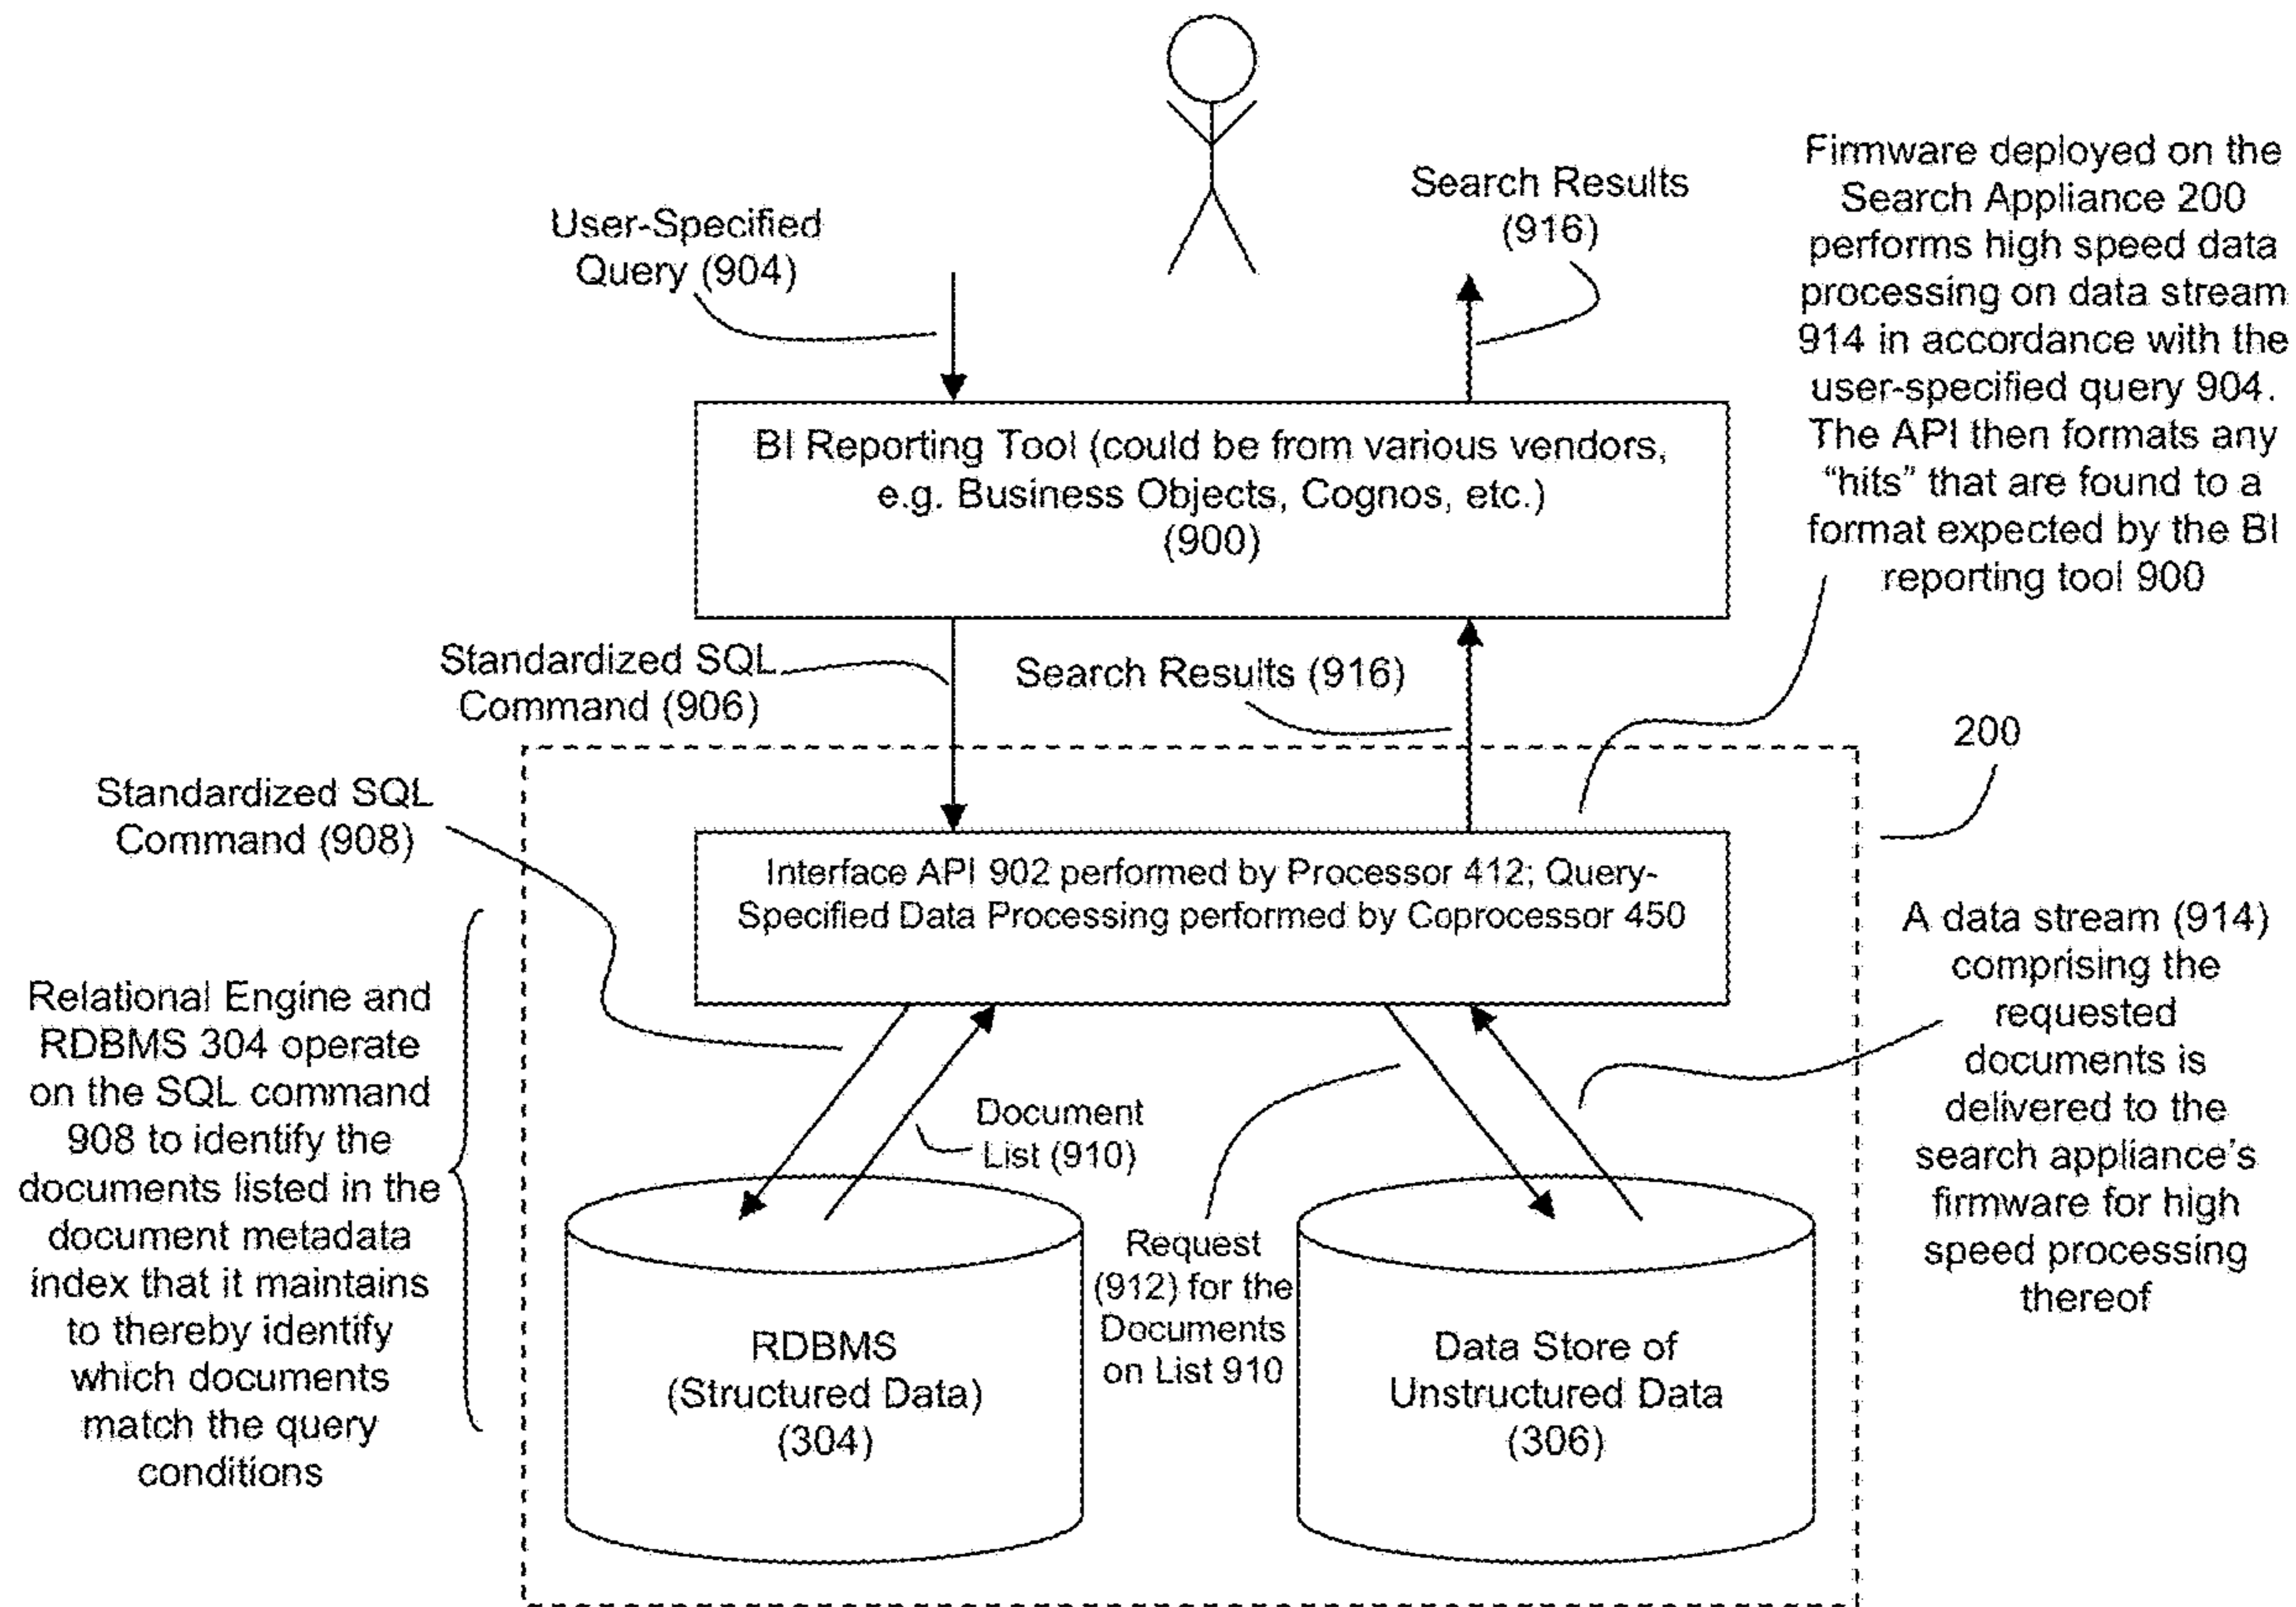 User-Specified
Query (904)
Search Results
(916)
Firmware deployed on the
Search Appliance 200
performs high speed data
processing on data stream
914 in accordance with the
user-specified query 904.
The API then formats any
“hits” that are found to a
format expected by the BI
reporting tool 900
BI Reporting Tool (could be from various vendors,
e.g. Business Objects, Cognos, etc.)
(900)
Standardized SQL
Command (906)
Search Results (916)
200
Standardized SQL
Command (908)
Interface API 902 performed by Processor 412; Query-
Specified Data Processing performed by Coprocessor 450
Relational Engine and
RDBMS 304 operate
on the SQL command
908 to identify the
documents listed in the
document metadata
index that it maintains
to thereby identify
which documents
match the query
conditions
Document
List (910)
Request
(912) for the
Documents
on List 910
A data stream (914)
comprising the
requested
documents is
delivered to the
search appliance’s
firmware for high
speed processing
thereof
RDBMS
(Structured Data)
(304)
Data Store of
Unstructured Data
(306)